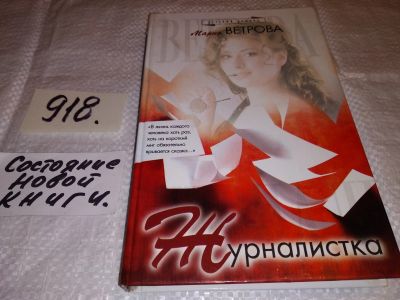 918.
Состояние
новой
книги.
Мария ВЕТРОВА
«В жизни каждого
человека хоть раз,
хоть на короткий
миг обязательно
врывается сказка...»
Журналистка